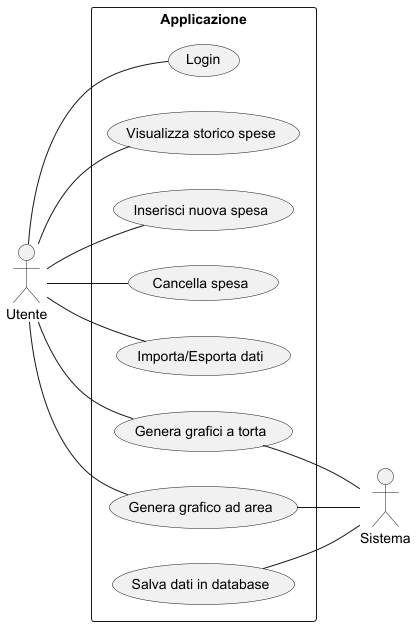 Applicazione
Login
Visualizza storico spese
Inserisci nuova spesa
Cancella spesa
Utente
Importa/Esporta dati
Genera grafici a torta
Genera grafico ad area
Sistema
Salva dati in database